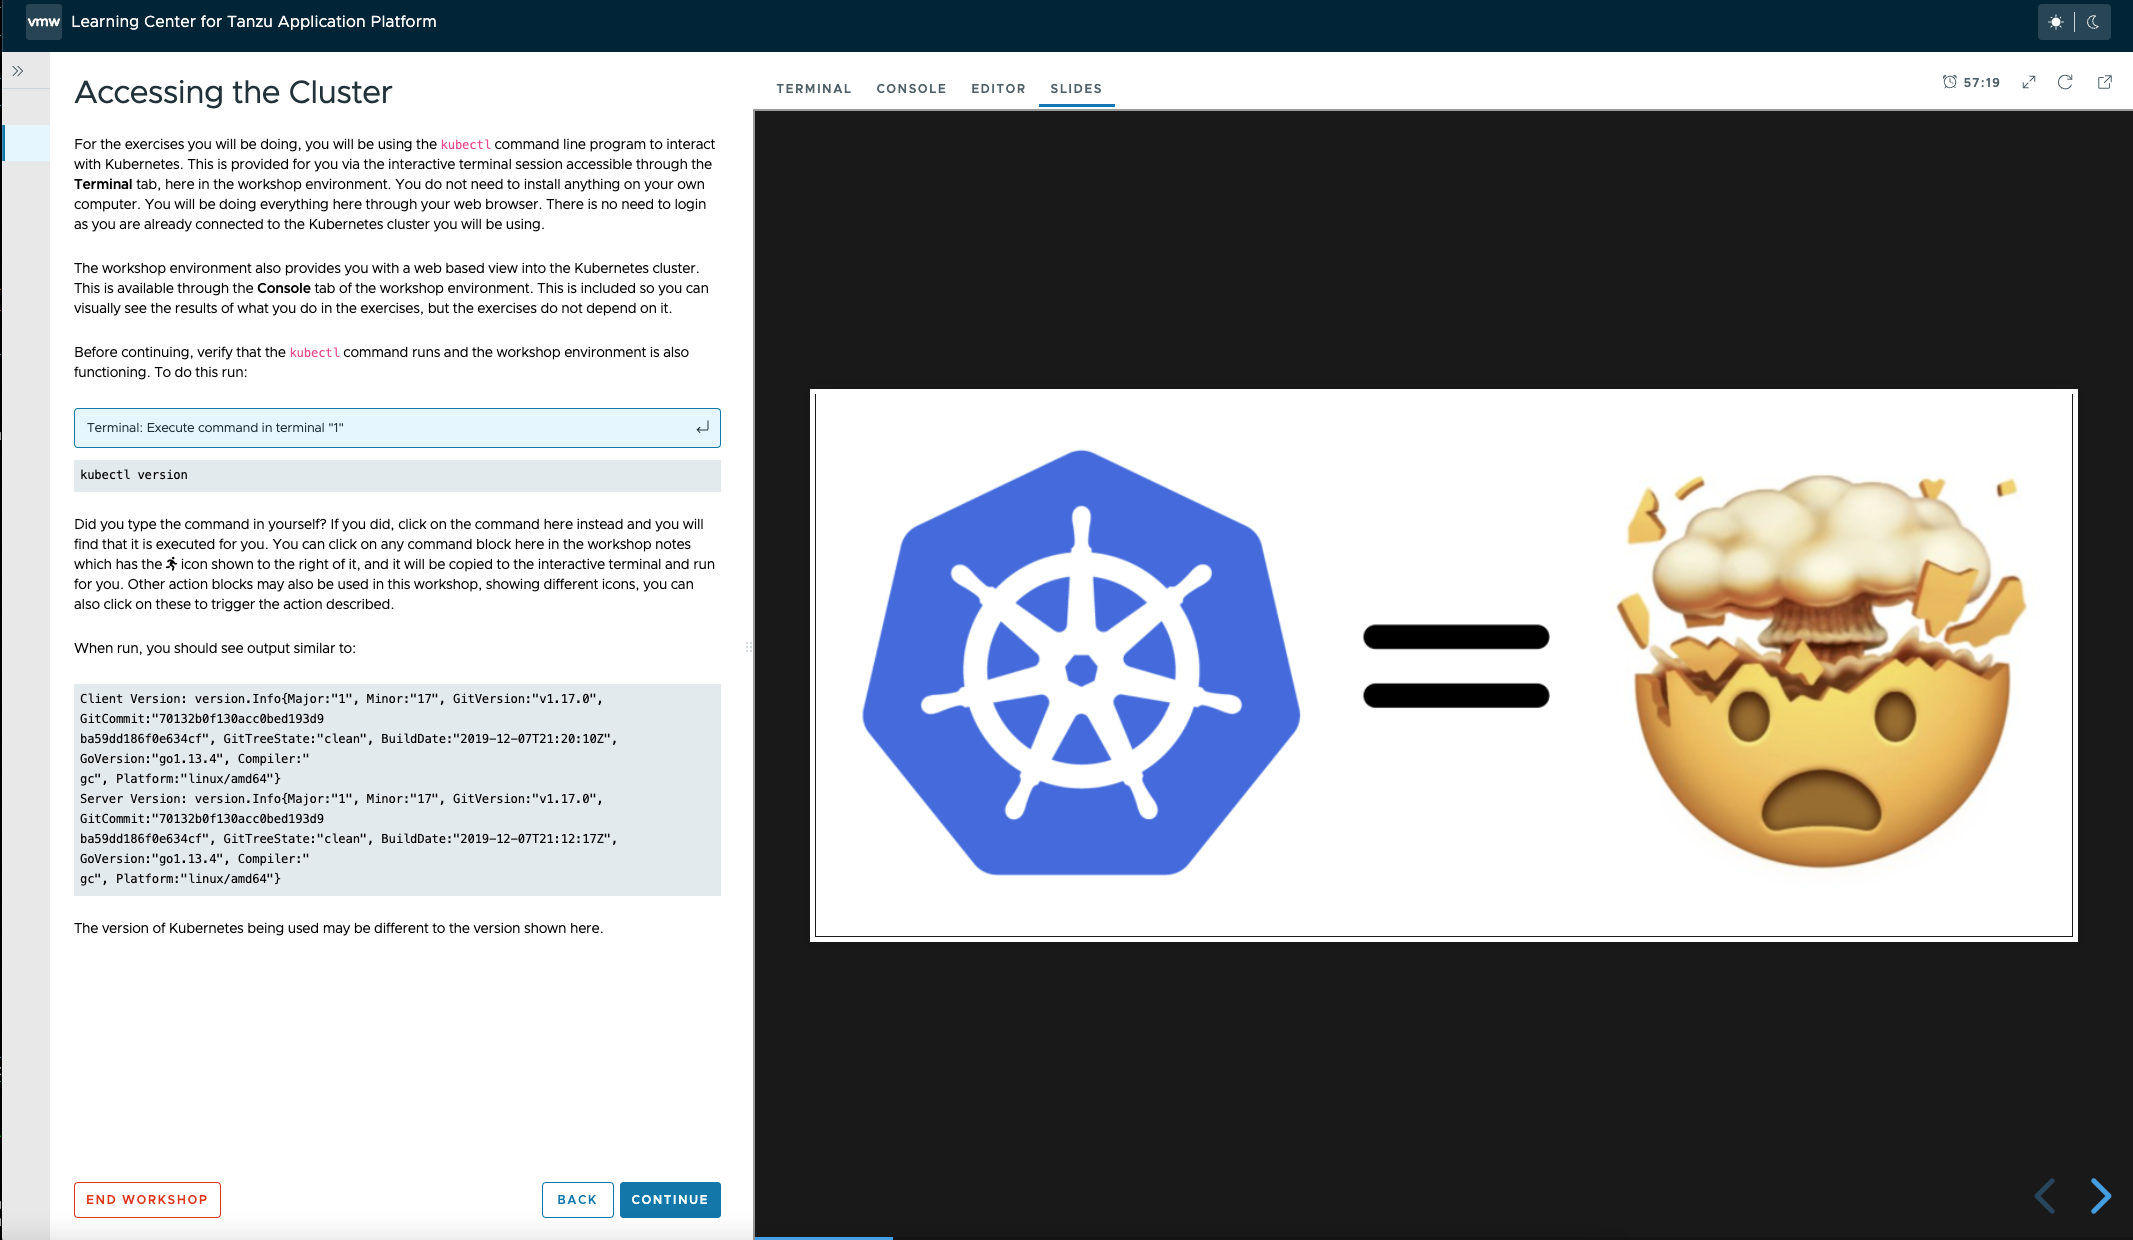 vmw Learning Center for Tanzu Application Platform
Accessing the Cluster
For the exercises you will be doing, you will be using the kubectl command line program to interact
with Kubernetes. This is provided for you via the interactive terminal session accessible through the
Terminal tab, here in the workshop environment. You do not need to install anything on your own
computer. You will be doing everything here through your web browser. There is no need to login
as you are already connected to the Kubernetes cluster you will be using.
The workshop environment also provides you with a web based view into the Kubernetes cluster.
This is available through the Console tab of the workshop environment. This is included so you can
visually see the results of what you do in the exercises, but the exercises do not depend on it.
Before continuing, verify that the kubectl command runs and the workshop environment is also
functioning. To do this run:
Terminal: Execute command in terminal "1"
kubectl version
Did you type the command in yourself? If you did, click on the command here instead and you will
find that it is executed for you. You can click on any command block here in the workshop notes
which has the icon shown to the right of it, and it will be copied to the interactive terminal and run
for you. Other action blocks may also be used in this workshop, showing different icons, you can
also click on these to trigger the action described.
When run, you should see output similar to:
Client Version: version.Info{Major:"1", Minor:"17", GitVersion:"v1.17.0",
GitCommit:"70132b0f130acc0bed193d9
ba59dd186f0e634cf", GitTreeState:"clean", BuildDate:"2019-12-07T21:20:10Z",
GoVersion:"go1.13.4", Compiler:"
gc", Platform:"linux/amd64"}
Server Version: version.Info{Major:"1", Minor:"17", GitVersion:"v1.17.0",
GitCommit:"70132b0f130acc0bed193d9
ba59dd186f0e634cf", GitTreeState:"clean", BuildDate:"2019-12-07T21:12:17Z",
GoVersion:"go1.13.4", Compiler:"
gc", Platform:"linux/amd64"}
The version of Kubernetes being used may be different to the version shown here.
END WORKSHOP
BACK
CONTINUE
TERMINAL CONSOLE EDITOR SLIDES
57:19